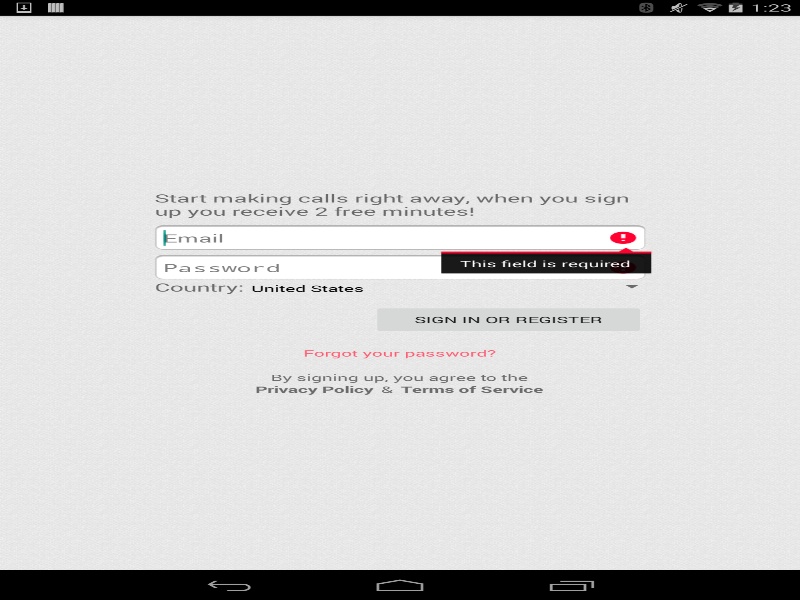 1:23
Start making calls right away, when you sign
up you receive 2 free minutes!
Email
Password
This field is required
Country: United States
SIGN IN OR REGISTER
Forgot your password?
By signing up, you agree to the
Privacy Policy & Terms of Service